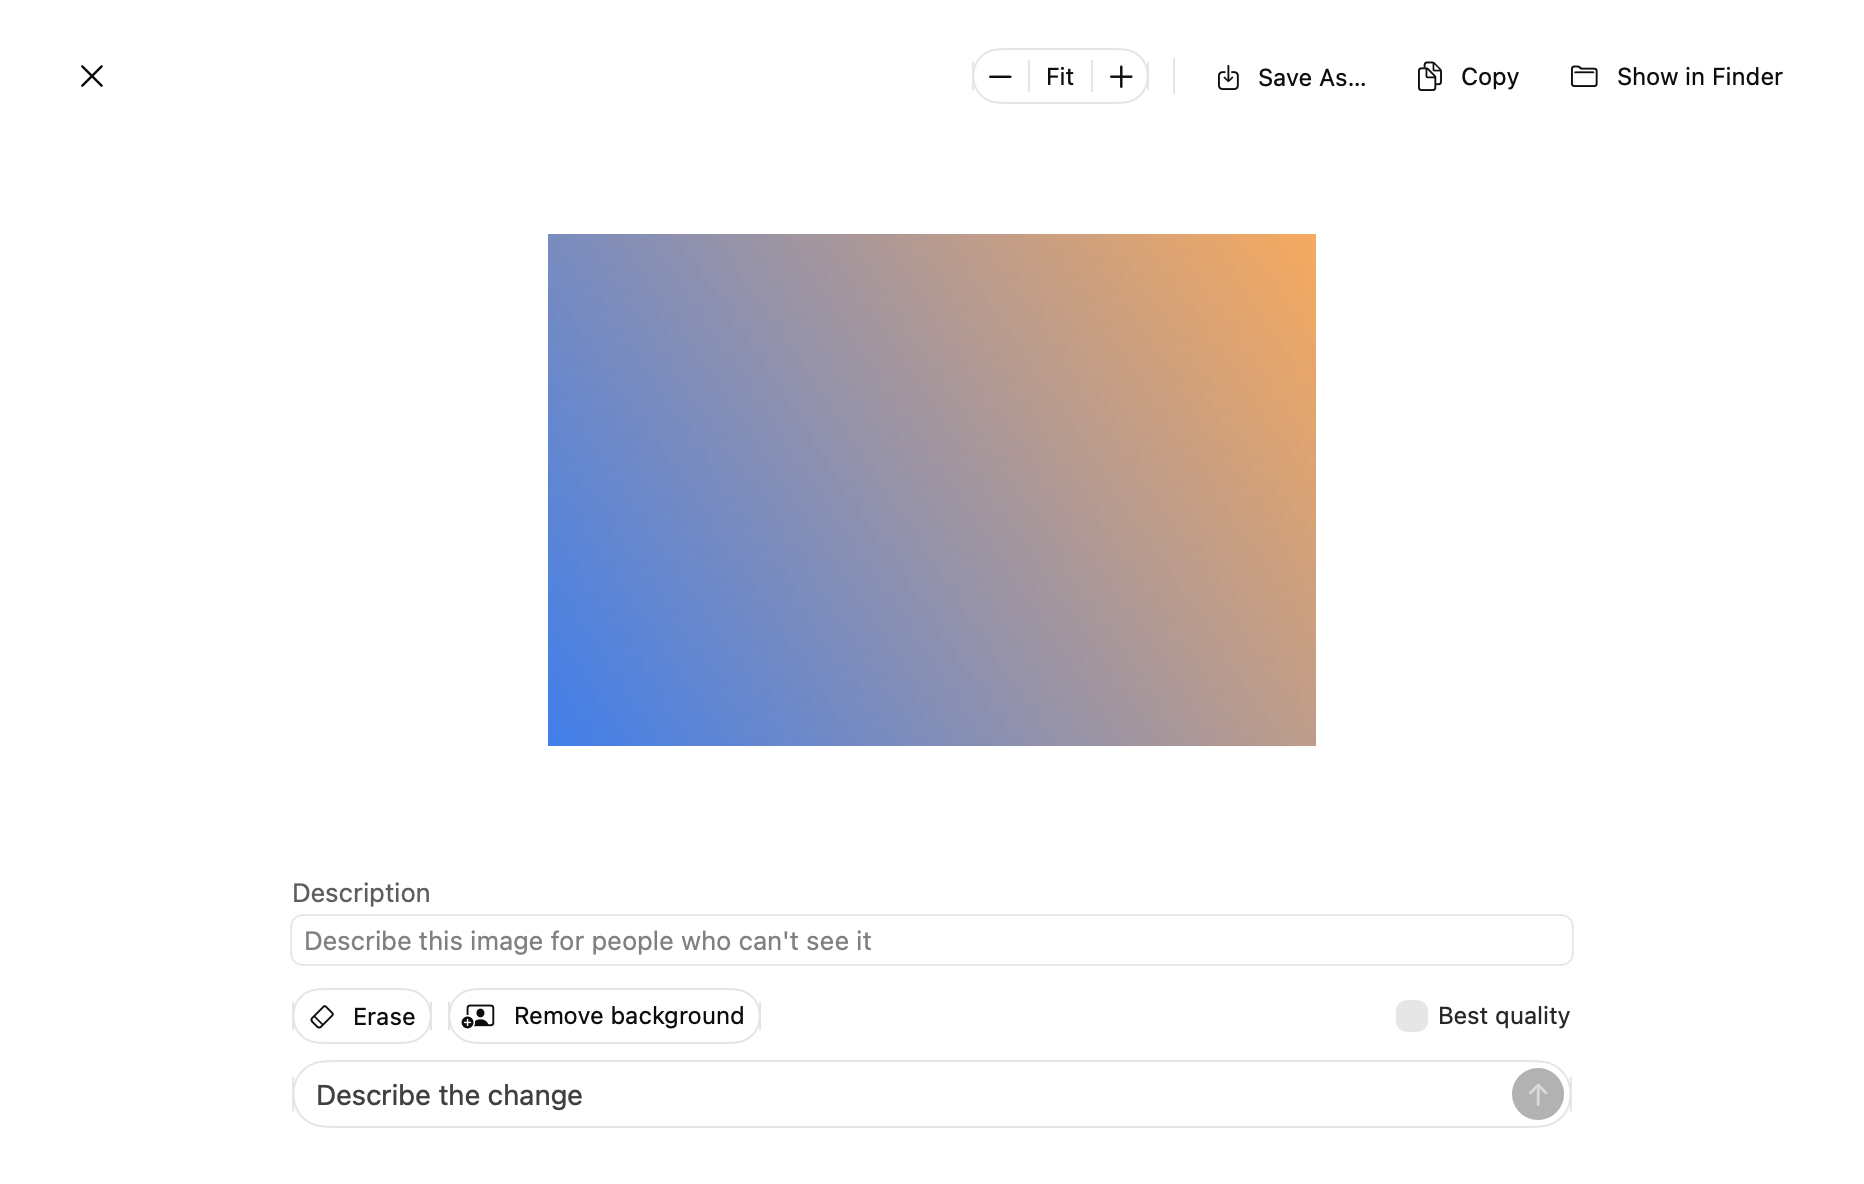 Fit
Save As...
Copy
Show in Finder
Description
Describe this image for people who can't see it
Erase
Remove background
Best quality
Describe the change